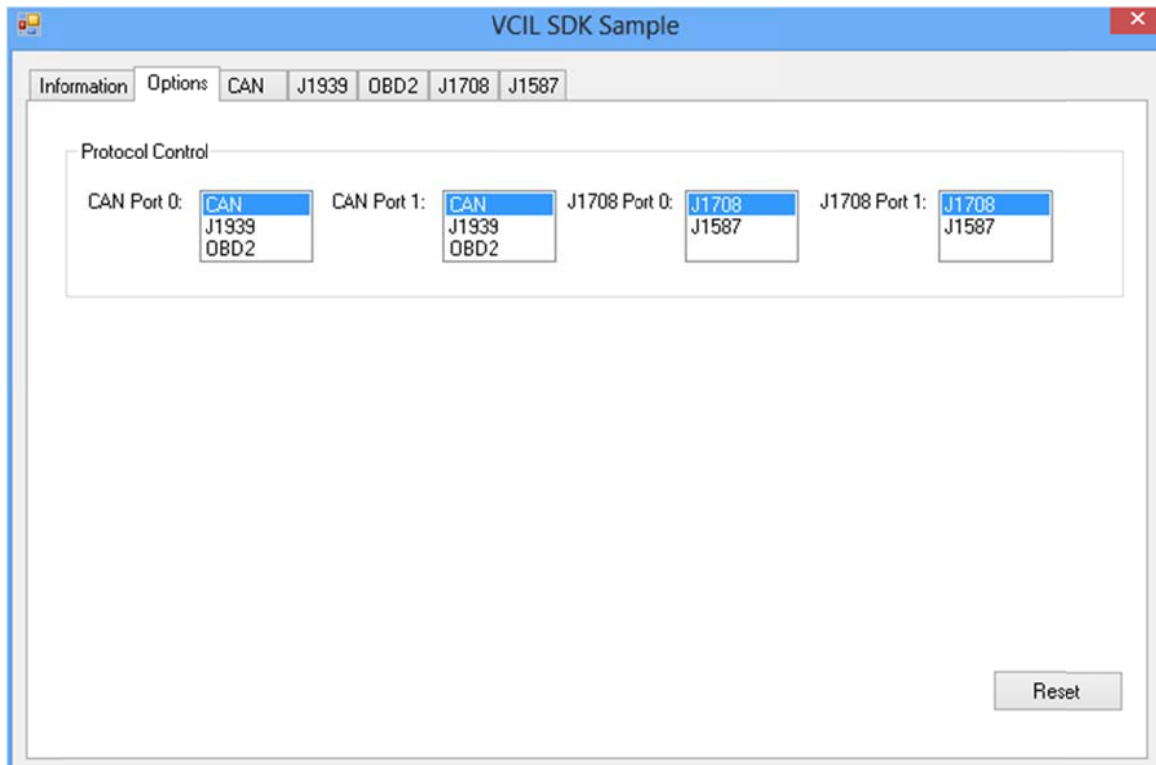 VCIL SDK Sample
Information Options CAN J1939 OBD2 J1708 J1587
Protocol Control
CAN Port 0:
CAN
J1939
OBD2
CAN Port 1:
CAN
J1939
OBD2
J1708 Port 0:
J1708
J1587
J1708 Port 1:
J1708
J1587
Reset